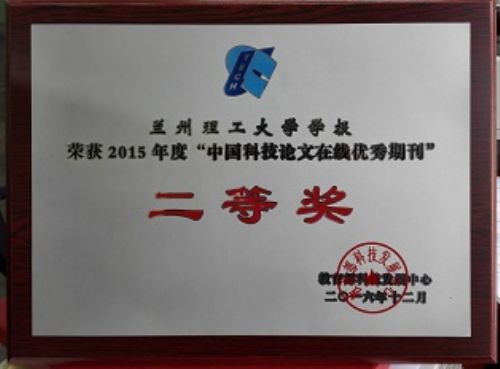 TECH
兰州理工大学学报
荣获2015年度“中国科技论文在线优秀期刊”
二等奖
教育部科技发展中心
二〇一六年十二月